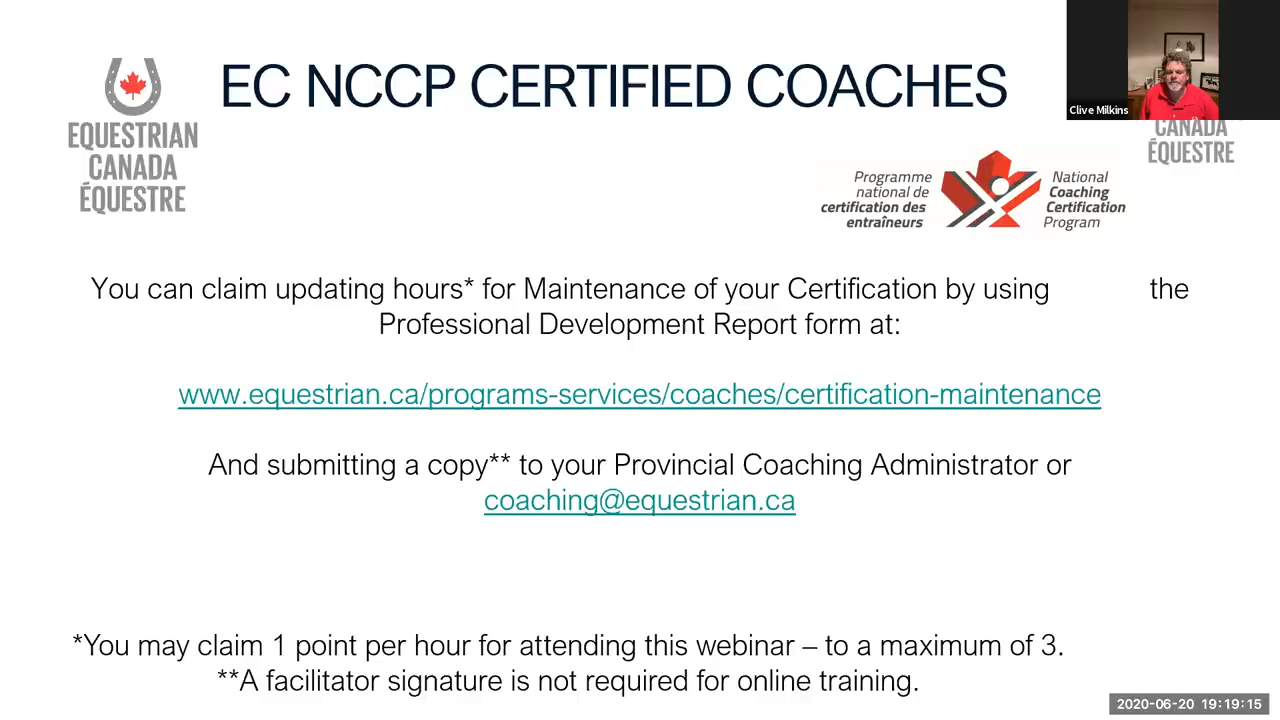 EC NCCP CERTIFIED COACHES
EQUESTRIAN
CANADA
ÉQUESTRE
Clive Milkins
CANADA
ÉQUESTRE
Programme
national de
certification des
entraîneurs
National
Coaching
Certification
Program
You can claim updating hours* for Maintenance of your Certification by using the
Professional Development Report form at:
www.equestrian.ca/programs-services/coaches/certification-maintenance
And submitting a copy** to your Provincial Coaching Administrator or
coaching@equestrian.ca
*You may claim 1 point per hour for attending this webinar – to a maximum of 3.
**A facilitator signature is not required for online training.
2020-06-20 19:19:15